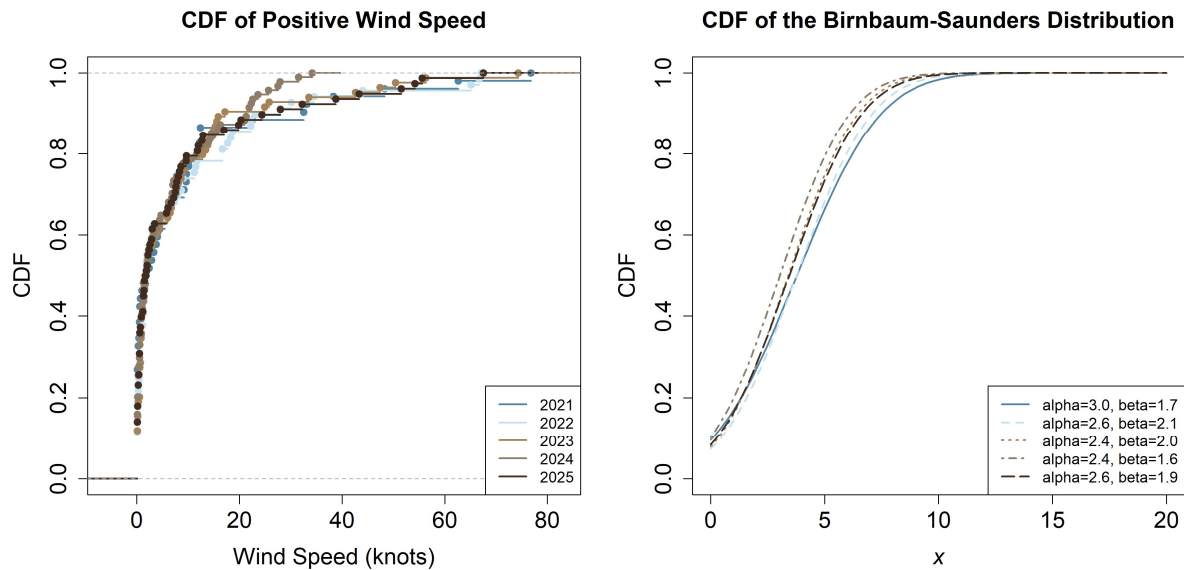 CDF of Positive Wind Speed
CDF
1.0
0.8
0.6
0.4
0.2
0.0
0 20 40 60 80
Wind Speed (knots)
2021
2022
2023
2024
2025
CDF of the Birnbaum-Saunders Distribution
CDF
1.0
0.8
0.6
0.4
0.2
0.0
0 5 10 15 20
x
alpha=3.0, beta=1.7
alpha=2.6, beta=2.1
alpha=2.4, beta=2.0
alpha=2.4, beta=1.6
alpha=2.6, beta=1.9